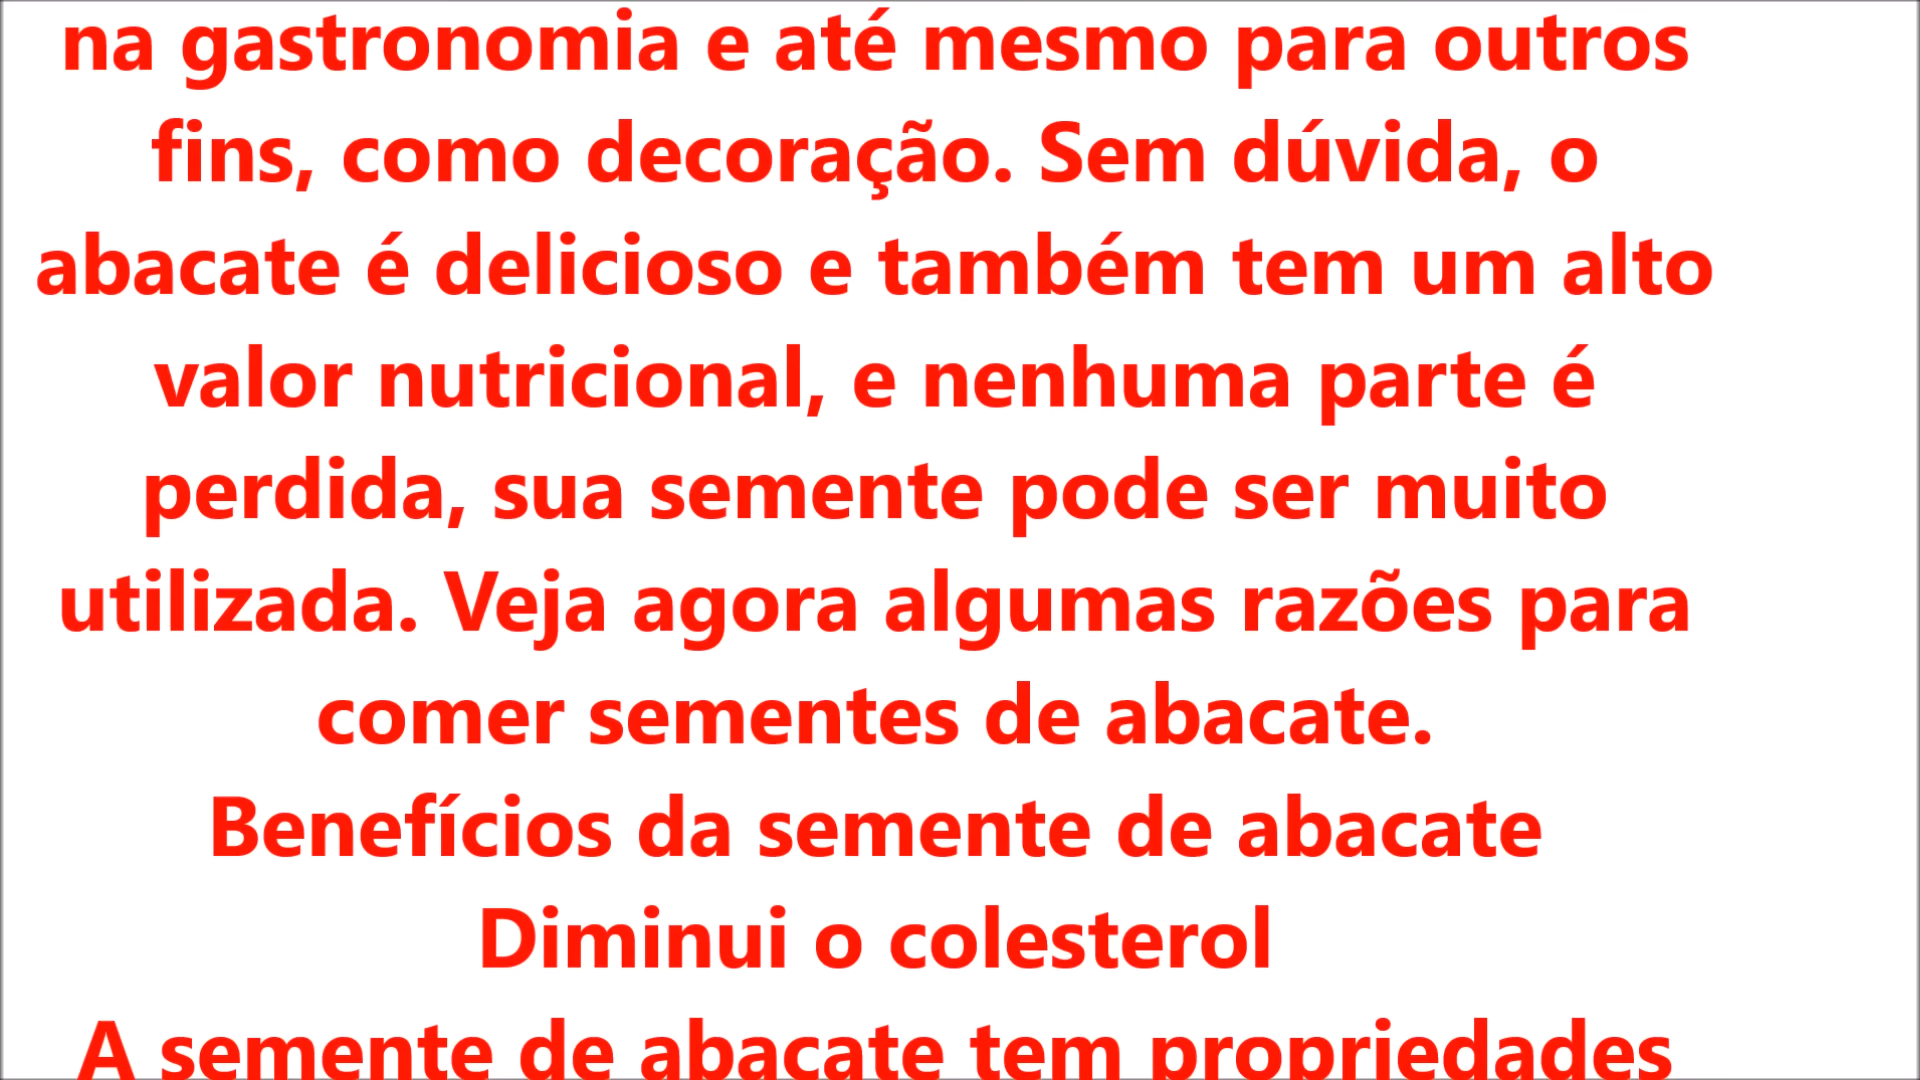 na gastronomia e até mesmo para outros
fins, como decoração. Sem dúvida, o
abacate é delicioso e também tem um alto
valor nutricional, e nenhuma parte é
perdida, sua semente pode ser muito
utilizada. Veja agora algumas razões para
comer sementes de abacate.
Benefícios da semente de abacate
Diminui o colesterol
A semente de abacate tem propriedades